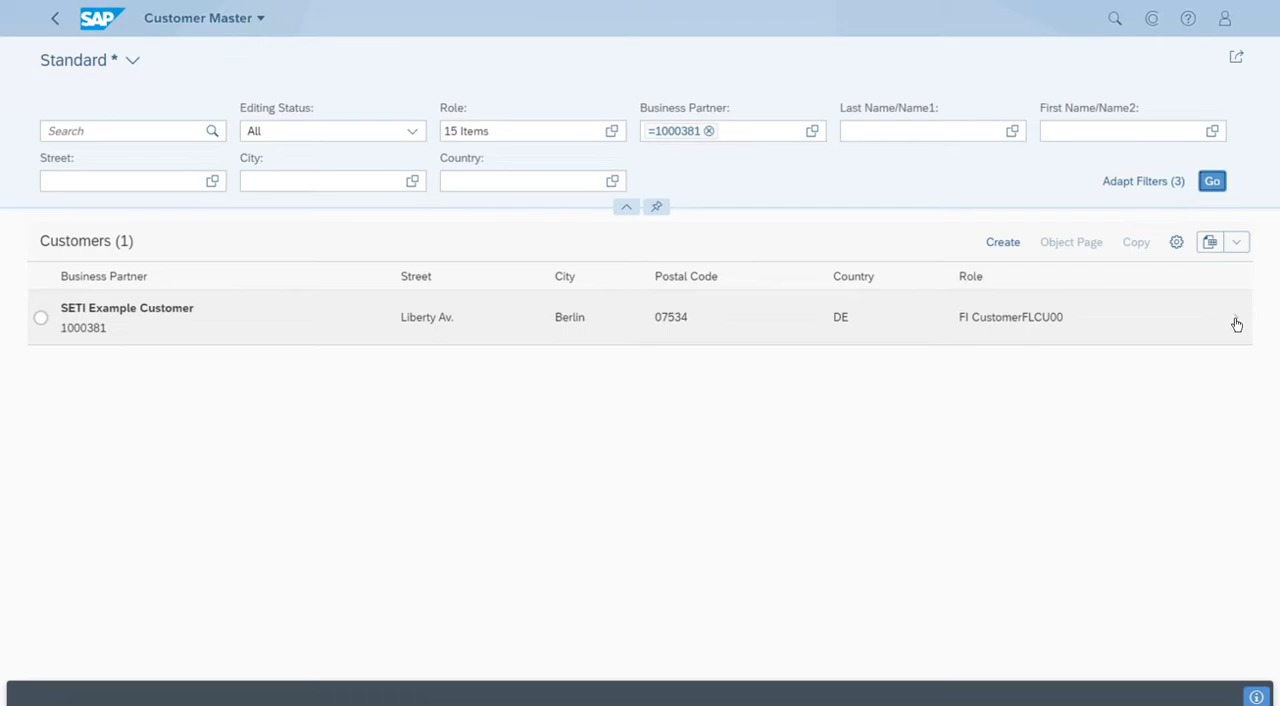 SAP Customer Master
Standard *
Editing Status: Role: Business Partner: Last Name/Name1: First Name/Name2:
Search All 15 Items =1000381
Street: City: Country:
Adapt Filters (3) Go
Customers (1) Create Object Page Copy
Business Partner Street City Postal Code Country Role
SETI Example Customer
1000381
Liberty Av. Berlin 07534 DE FI CustomerFLCU00